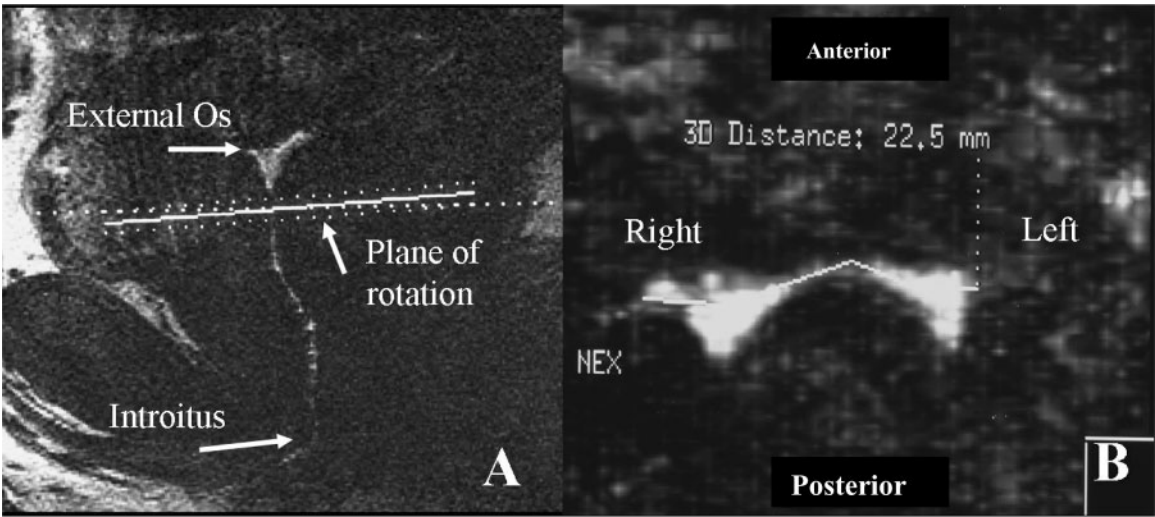 External Os
Plane of
rotation
Introitus
A
Anterior
3D Distance: 22.5 mm
Right
Left
NEX
Posterior
B